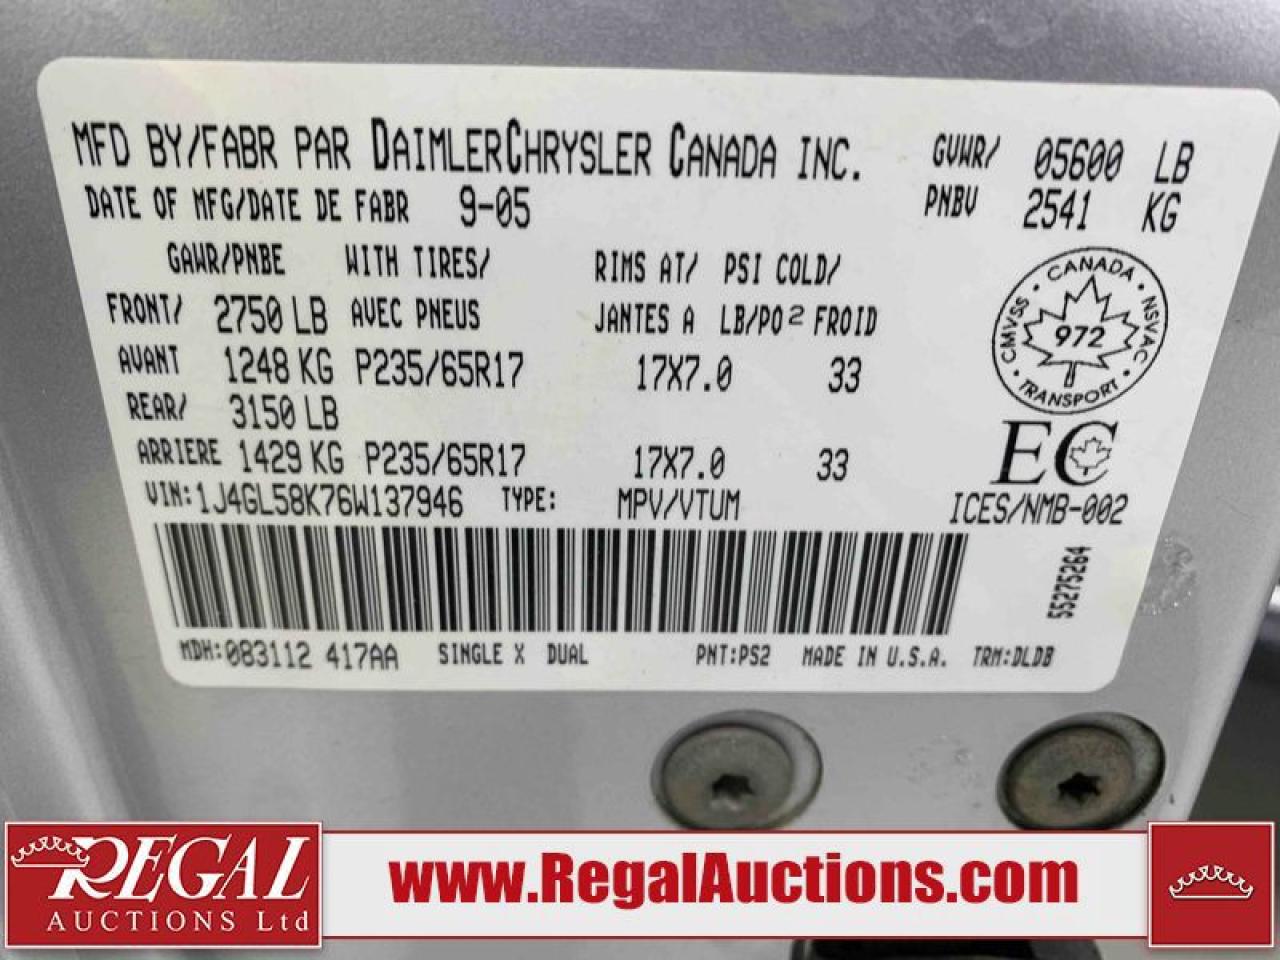 MFD BY/FABR PAR DAIMLERCHRYSLER CANADA INC. GVWR/ 05600 LB
DATE OF MFG/DATE DE FABR 9-05 PNBV 2541 KG
GAWR/PNBE WITH TIRES/ RIMS AT/ PSI COLD/
FRONT/ 2750 LB AVEC PNEUS JANTES A LB/PO2 FROID
AVANT 1248 KG P235/65R17 17X7.0 33
REAR/ 3150 LB
ARRIERE 1429 KG P235/65R17 17X7.0 33
VIN:1J4GL58K76W137946 TYPE: MPV/VTUM ICES/NMB-002
CANADA
CMVSS · NSVAC
972
TRANSPORT
EC
55275264
MDH:083112 417AA SINGLE X DUAL PNT:PS2 MADE IN U.S.A. TRM:DLDB
REGAL
AUCTIONS Ltd
www.RegalAuctions.com